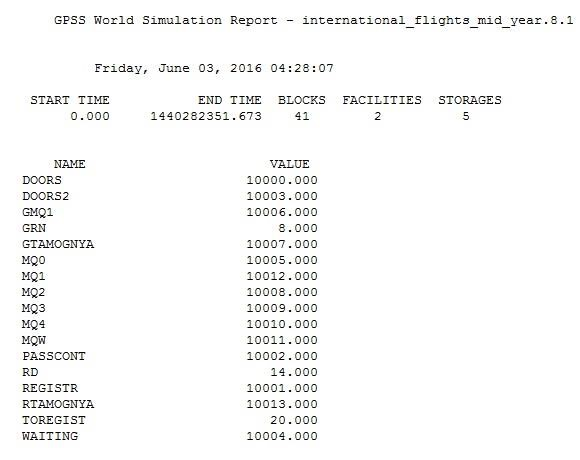 GPSS World Simulation Report - international_flights_mid_year.8.1
Friday, June 03, 2016 04:28:07
START TIME END TIME BLOCKS FACILITIES STORAGES
0.000 1440282351.673 41 2 5
NAME VALUE
DOORS 10000.000
DOORS2 10003.000
GMQ1 10006.000
GRN 8.000
GTAMOGNYA 10007.000
MQ0 10005.000
MQ1 10012.000
MQ2 10008.000
MQ3 10009.000
MQ4 10010.000
MQW 10011.000
PASSCONT 10002.000
RD 14.000
REGISTR 10001.000
RTAMOGNYA 10013.000
TOREGIST 20.000
WAITING 10004.000